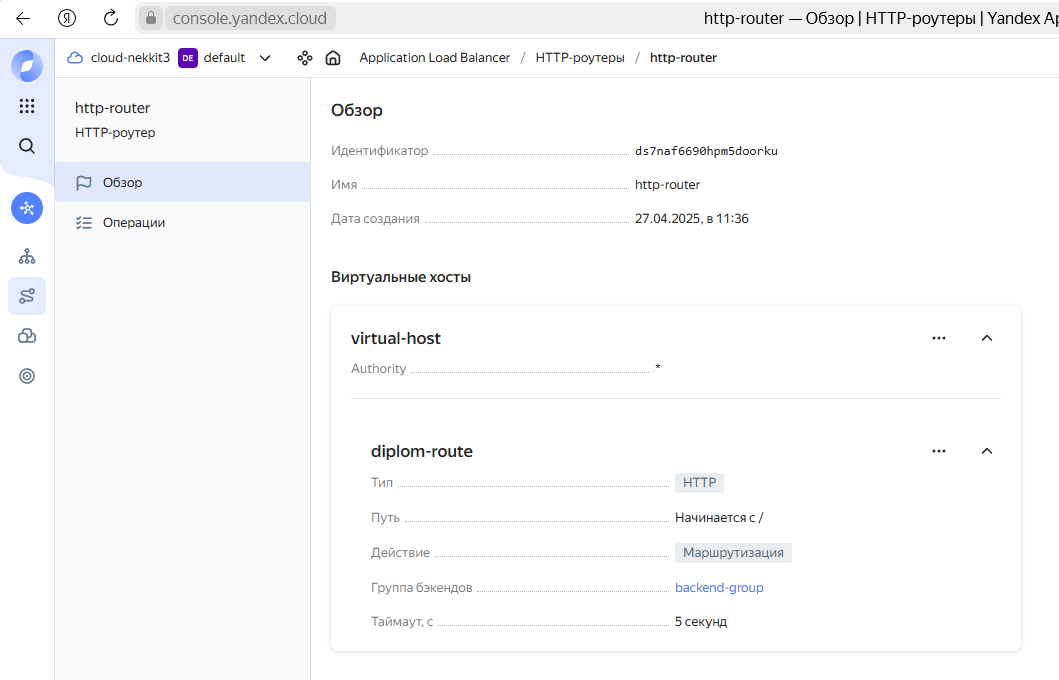 Я console.yandex.cloud http-router — Обзор | HTTP-роутеры | Yandex Ap
cloud-nekkit3 DE default Application Load Balancer / HTTP-роутеры / http-router
http-router
HTTP-роутер
Обзор
Операции
Обзор
Идентификатор ds7naf6690hpm5doorku
Имя http-router
Дата создания 27.04.2025, в 11:36
Виртуальные хосты
virtual-host
Authority *
diplom-route
Тип HTTP
Путь Начинается с /
Действие Маршрутизация
Группа бэкендов backend-group
Таймаут, с 5 секунд